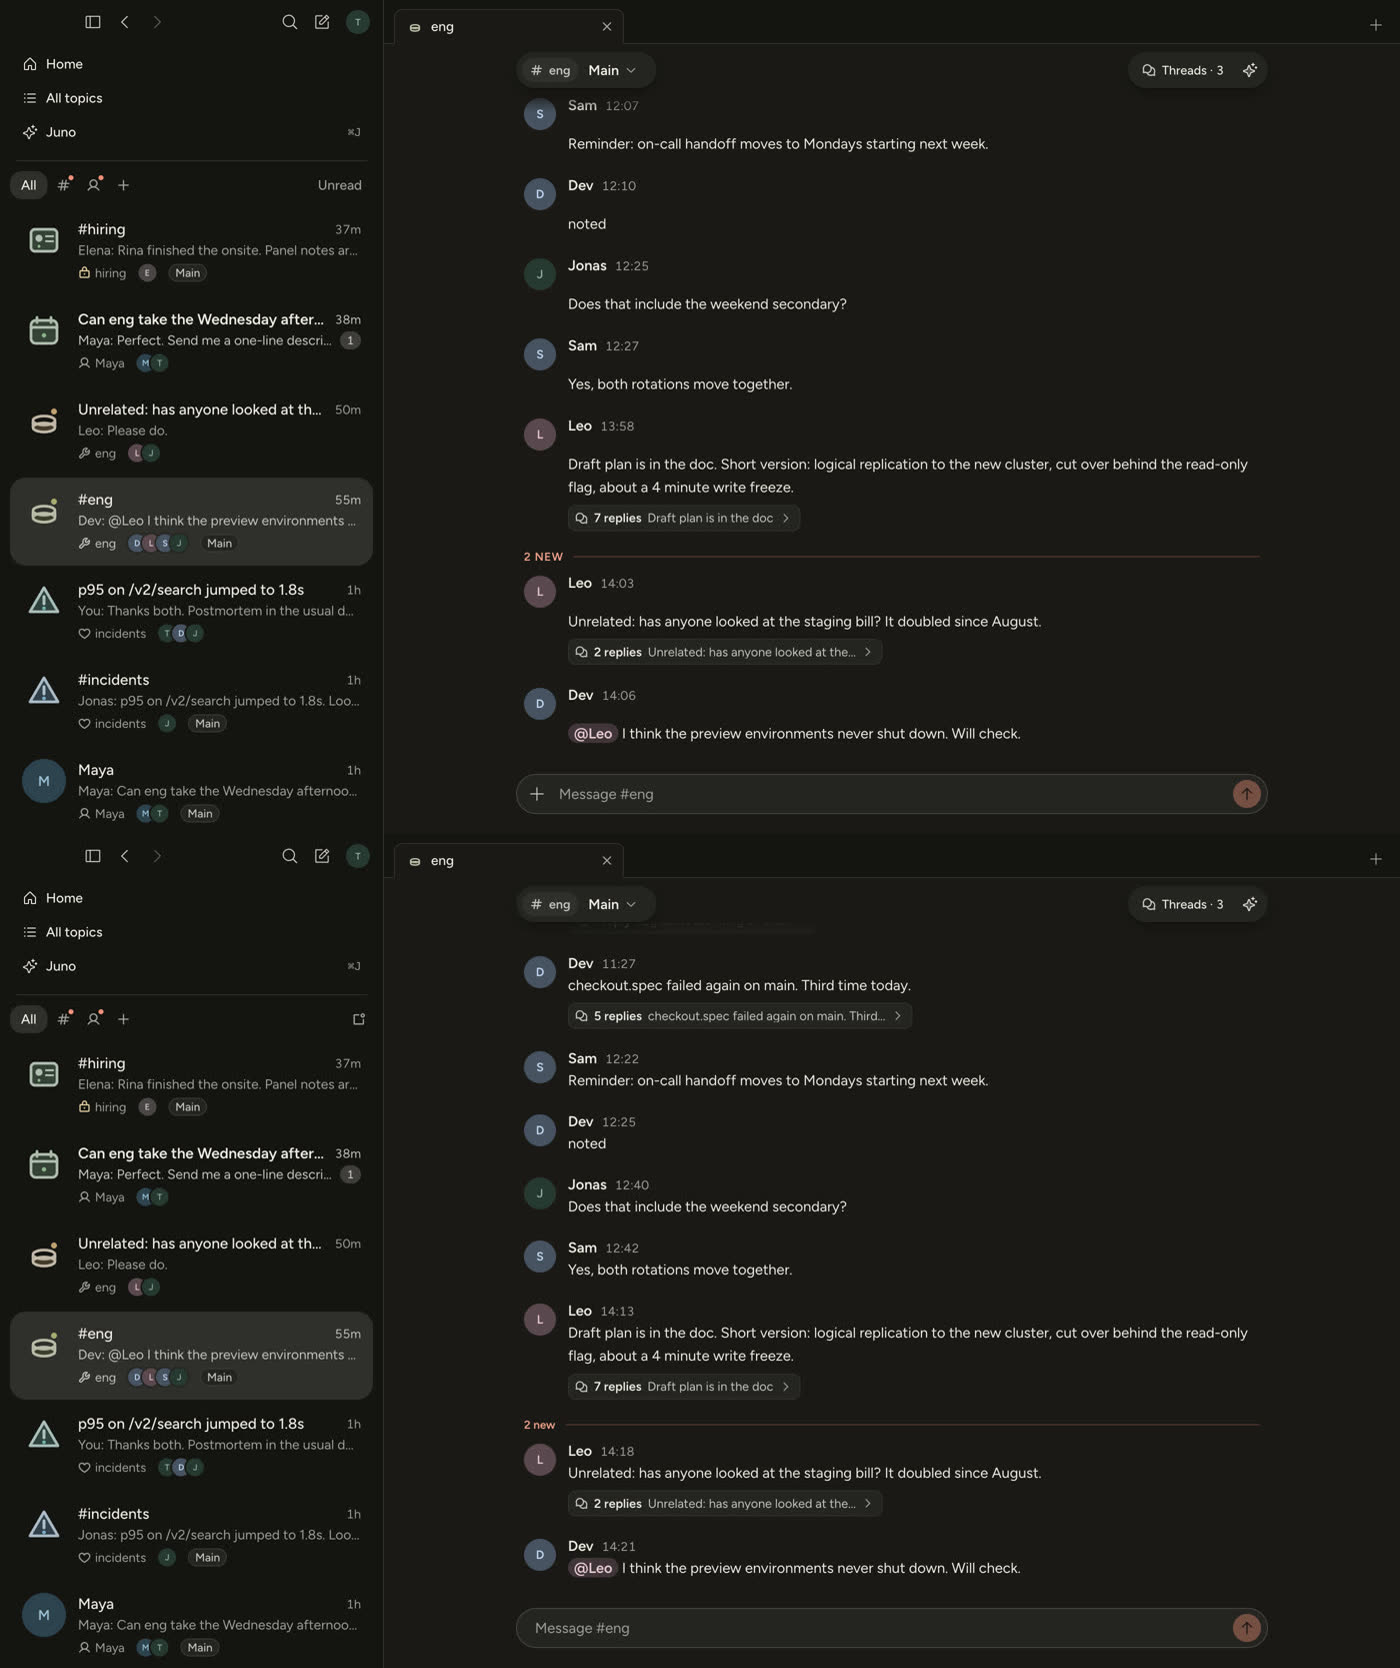 T
Home
All topics
Juno
⌘J
All
Unread
#hiring
37m
Elena: Rina finished the onsite. Panel notes ar...
hiring
E
Main
Can eng take the Wednesday after...
38m
Maya: Perfect. Send me a one-line descri...
1
Maya
M
T
Unrelated: has anyone looked at th...
50m
Leo: Please do.
eng
L
J
#eng
55m
Dev: @Leo I think the preview environments ...
eng
D
L
S
J
Main
p95 on /v2/search jumped to 1.8s
1h
You: Thanks both. Postmortem in the usual d...
incidents
T
D
J
#incidents
1h
Jonas: p95 on /v2/search jumped to 1.8s. Loo...
incidents
J
Main
M
Maya
1h
Maya: Can eng take the Wednesday afternoo...
Maya
M
T
Main
eng
# eng
Main
Threads · 3
S
Sam 12:07
Reminder: on-call handoff moves to Mondays starting next week.
D
Dev 12:10
noted
J
Jonas 12:25
Does that include the weekend secondary?
S
Sam 12:27
Yes, both rotations move together.
L
Leo 13:58
Draft plan is in the doc. Short version: logical replication to the new cluster, cut over behind the read-only
flag, about a 4 minute write freeze.
7 replies Draft plan is in the doc
2 NEW
L
Leo 14:03
Unrelated: has anyone looked at the staging bill? It doubled since August.
2 replies Unrelated: has anyone looked at the...
D
Dev 14:06
@Leo I think the preview environments never shut down. Will check.
Message #eng
T
Home
All topics
Juno
⌘J
All
#hiring
37m
Elena: Rina finished the onsite. Panel notes ar...
hiring
E
Main
Can eng take the Wednesday after...
38m
Maya: Perfect. Send me a one-line descri...
1
Maya
M
T
Unrelated: has anyone looked at th...
50m
Leo: Please do.
eng
L
J
#eng
55m
Dev: @Leo I think the preview environments ...
eng
D
L
S
J
Main
p95 on /v2/search jumped to 1.8s
1h
You: Thanks both. Postmortem in the usual d...
incidents
T
D
J
#incidents
1h
Jonas: p95 on /v2/search jumped to 1.8s. Loo...
incidents
J
Main
M
Maya
1h
Maya: Can eng take the Wednesday afternoo...
Maya
M
T
Main
eng
# eng
Main
Threads · 3
D
Dev 11:27
checkout.spec failed again on main. Third time today.
5 replies checkout.spec failed again on main. Third...
S
Sam 12:22
Reminder: on-call handoff moves to Mondays starting next week.
D
Dev 12:25
noted
J
Jonas 12:40
Does that include the weekend secondary?
S
Sam 12:42
Yes, both rotations move together.
L
Leo 14:13
Draft plan is in the doc. Short version: logical replication to the new cluster, cut over behind the read-only
flag, about a 4 minute write freeze.
7 replies Draft plan is in the doc
2 new
L
Leo 14:18
Unrelated: has anyone looked at the staging bill? It doubled since August.
2 replies Unrelated: has anyone looked at the...
D
Dev 14:21
@Leo I think the preview environments never shut down. Will check.
Message #eng